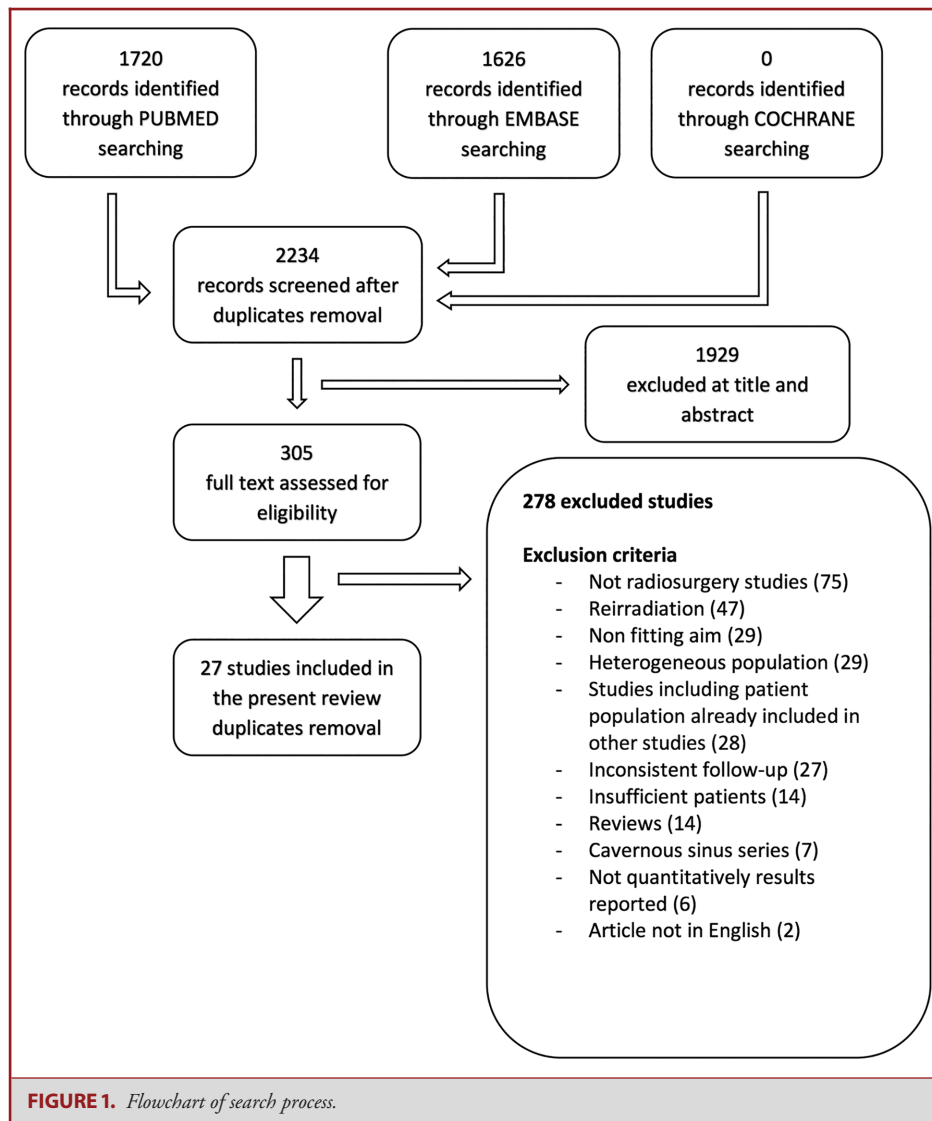 1720
records identified
through PUBMED
searching
1626
records identified
through EMBASE
searching
0
records identified
through COCHRANE
searching
2234
records screened after
duplicates removal
1929
excluded at title and
abstract
305
full text assessed for
eligibility
278 excluded studies
Exclusion criteria
- Not radiosurgery studies (75)
- Reirradiation (47)
- Non fitting aim (29)
- Heterogeneous population (29)
- Studies including patient
population already included in
other studies (28)
- Inconsistent follow-up (27)
- Insufficient patients (14)
- Reviews (14)
- Cavernous sinus series (7)
- Not quantitatively results
reported (6)
- Article not in English (2)
27 studies included in
the present review
duplicates removal
FIGURE 1. Flowchart of search process.